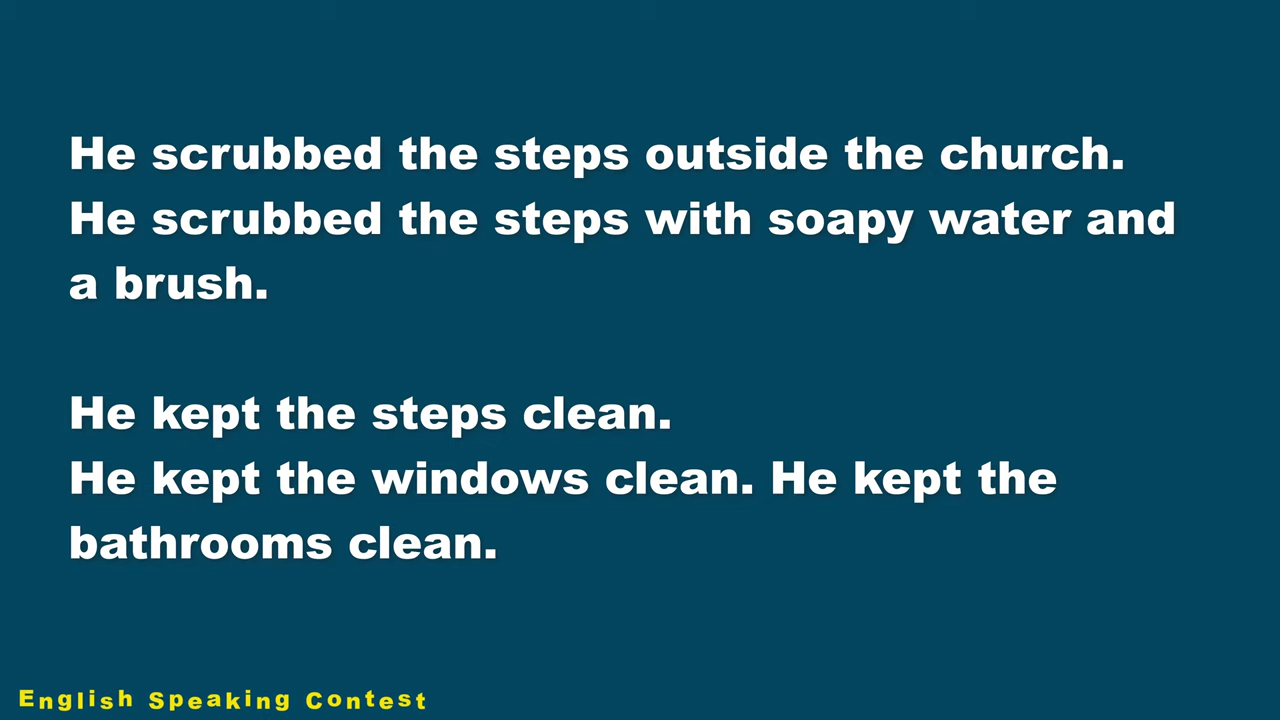 He scrubbed the steps outside the church.
He scrubbed the steps with soapy water and
a brush.
He kept the steps clean.
He kept the windows clean. He kept the
bathrooms clean.
English Speaking Contest